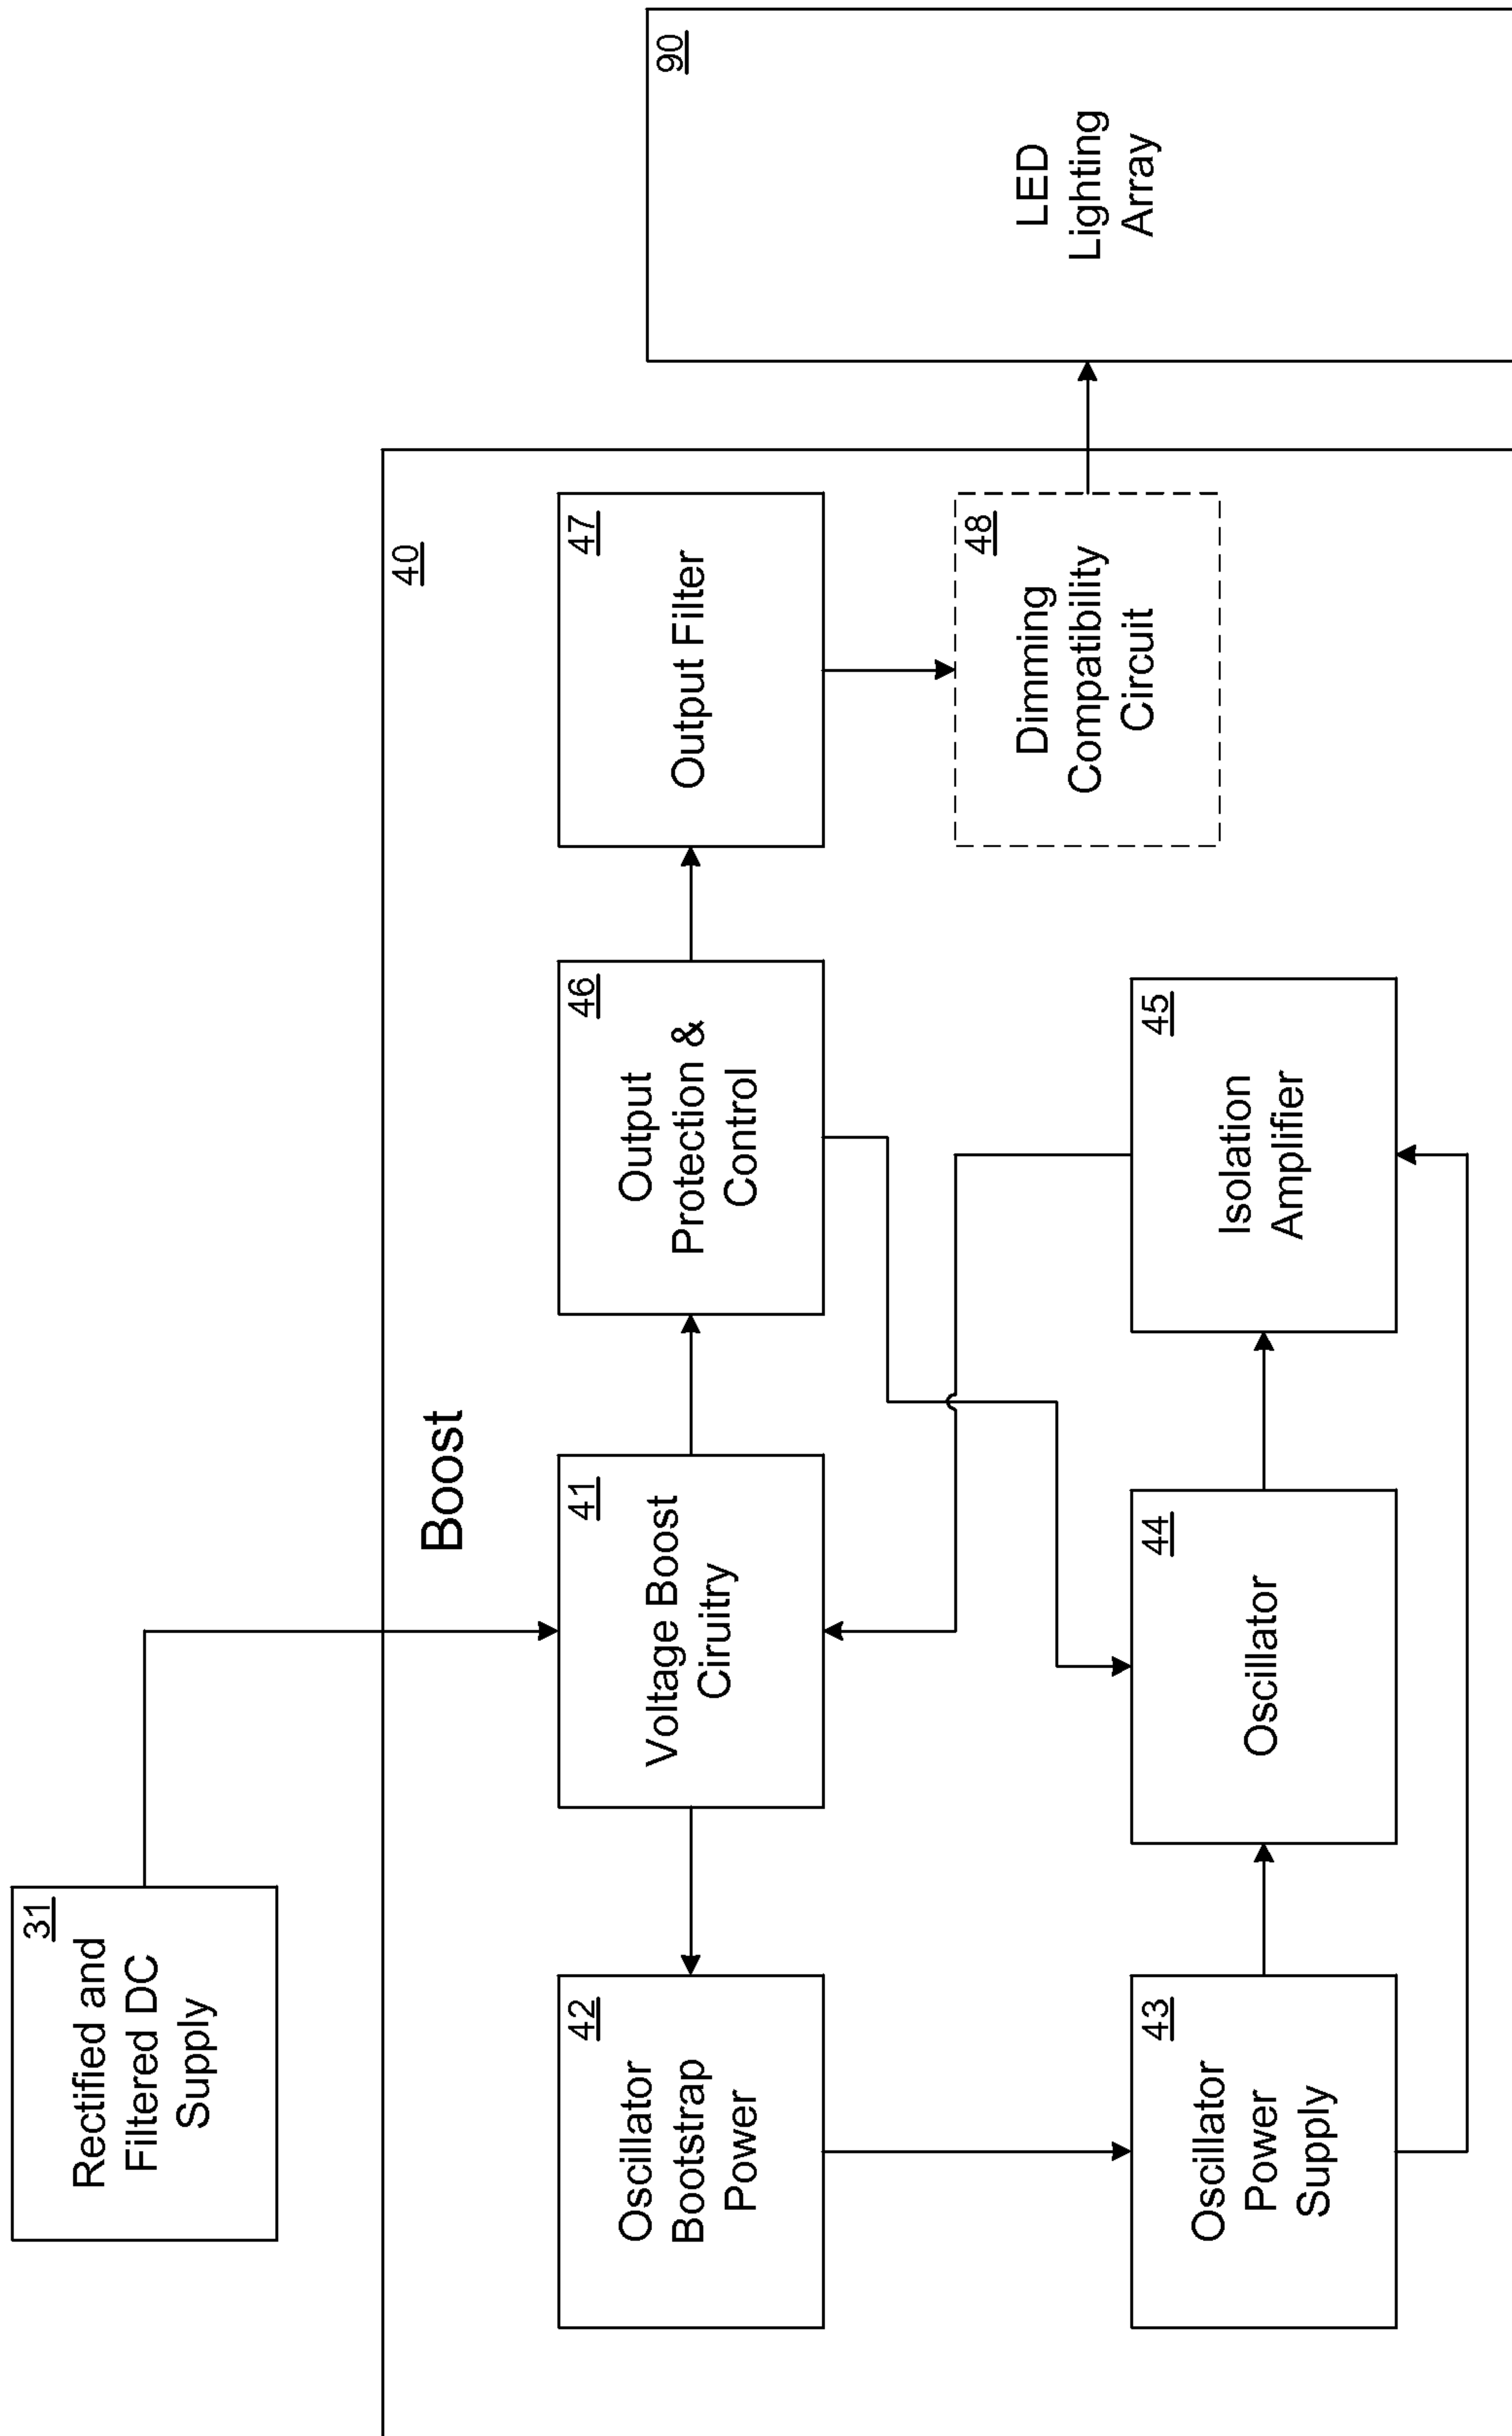 31
Rectified and
Filtered DC
Supply
40
Boost
42
Oscillator
Bootstrap
Power
41
Voltage Boost
Ciruitry
46
Output
Protection &
Control
47
Output Filter
43
Oscillator
Power
Supply
44
Oscillator
45
Isolation
Amplifier
48
Dimming
Compatibility
Circuit
90
LED
Lighting
Array